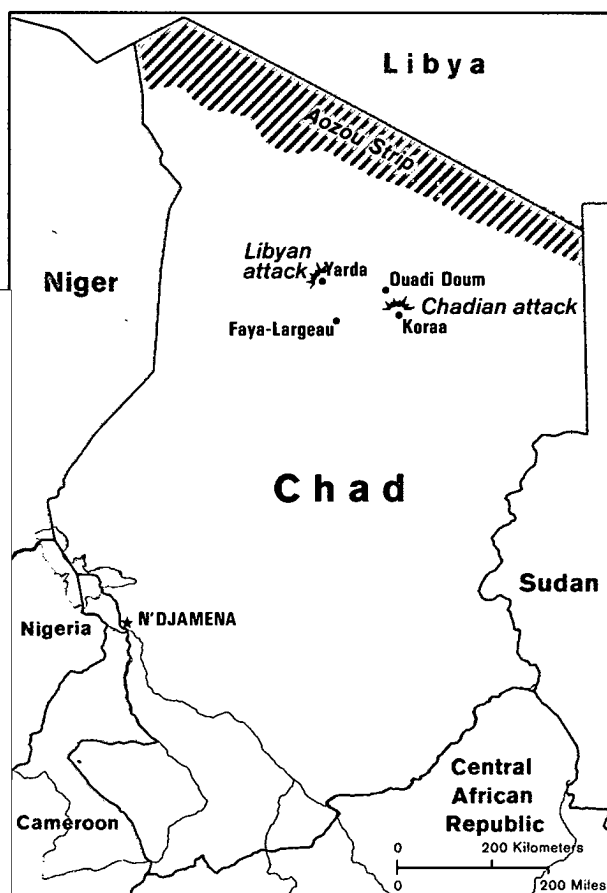 Libya
Aozou Strip
Libyan
attack
Yarda
Niger
Ouadi Doum
Chadian attack
Faya-Largeau
Koraa
Chad
Sudan
Nigeria
N'DJAMENA
Central
African
Republic
Cameroon
0 200 Kilometers
0 200 Miles